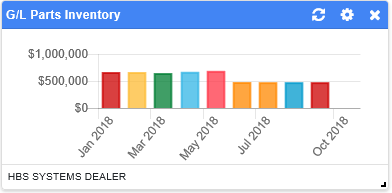 G/L Parts Inventory
$1,000,000
$500,000
$0
Jan 2018
Mar 2018
May 2018
Jul 2018
Oct 2018
HBS SYSTEMS DEALER